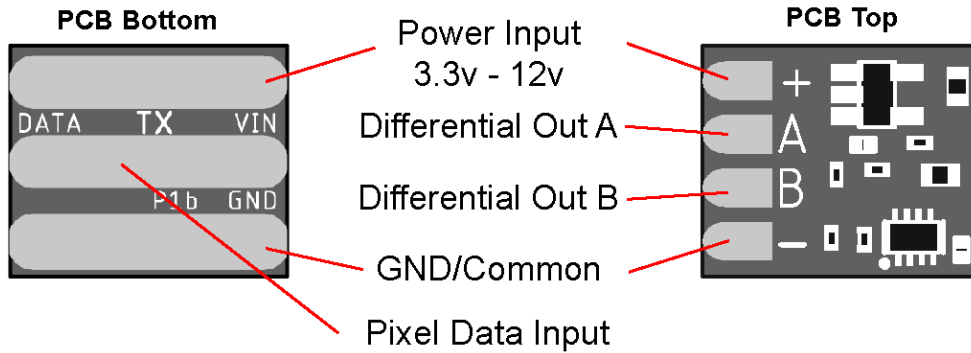 PCB Bottom
PCB Top
Power Input
3.3v - 12v
+
DATA TX VIN
Differential Out A
A
P1b GND
Differential Out B
B
GND/Common
-
Pixel Data Input